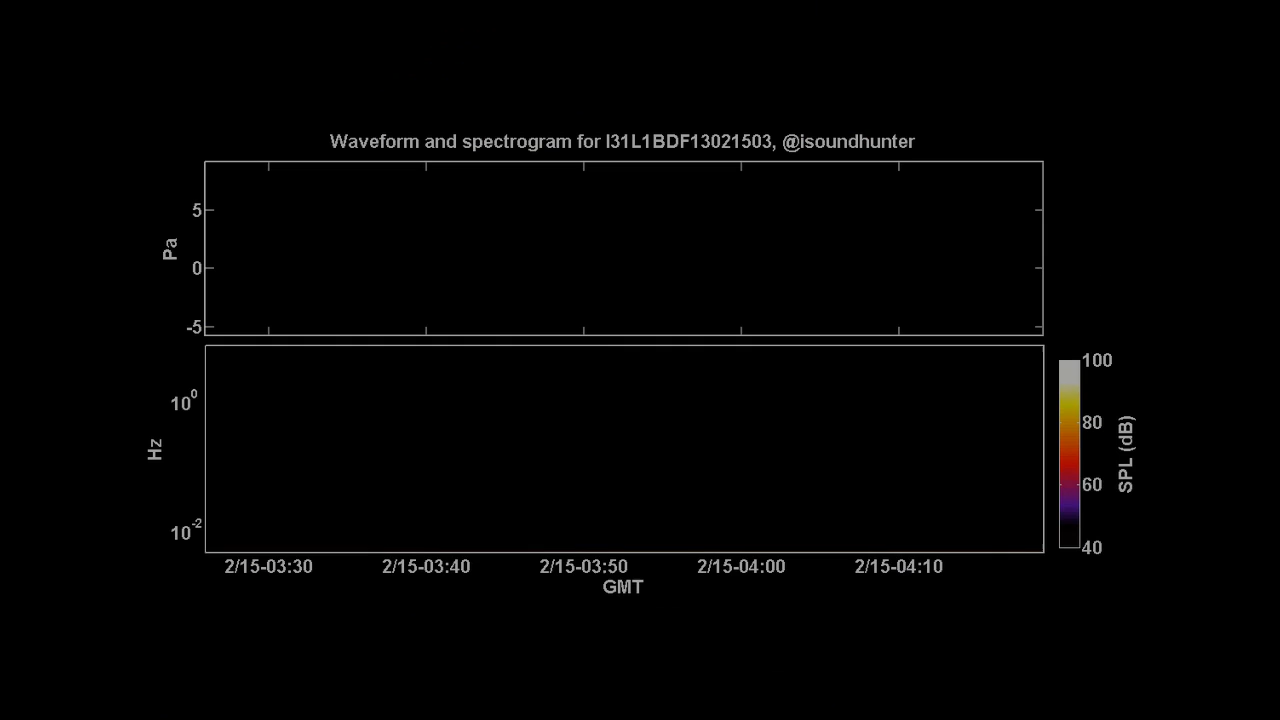 Waveform and spectrogram for I31L1BDF13021503, @isoundhunter
5
0
-5
Pa
10^0
10^-2
Hz
2/15-03:30 2/15-03:40 2/15-03:50 2/15-04:00 2/15-04:10
GMT
100
80
60
40
SPL (dB)